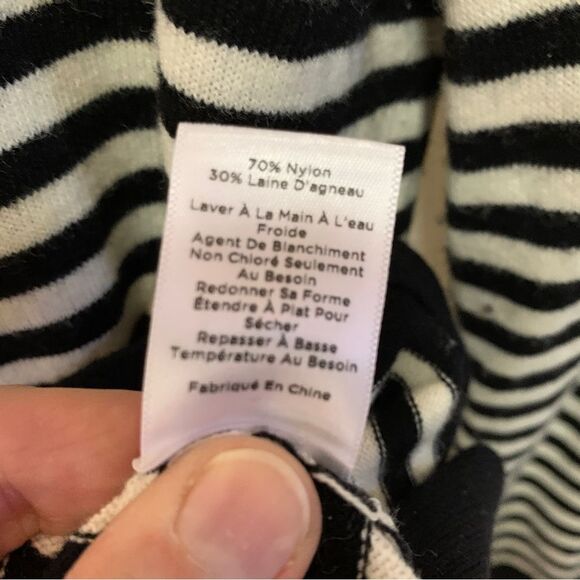 70% Nylon
30% Laine D'agneau
Laver À La Main À L'eau
Froide
Agent De Blanchiment
Non Chloré Seulement
Au Besoin
Redonner Sa Forme
Étendre À Plat Pour
Sécher
Repasser À Basse
Température Au Besoin
Fabriqué En Chine